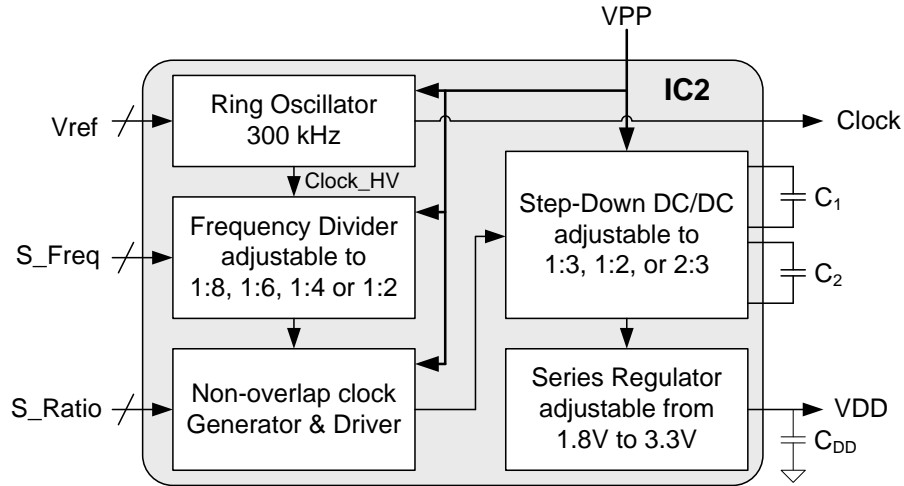 VPP
IC2
Ring Oscillator
300 kHz
Vref
Clock
Clock_HV
Frequency Divider
adjustable to
1:8, 1:6, 1:4 or 1:2
S_Freq
Step-Down DC/DC
adjustable to
1:3, 1:2, or 2:3
C1
C2
Non-overlap clock
Generator & Driver
S_Ratio
Series Regulator
adjustable from
1.8V to 3.3V
VDD
CDD